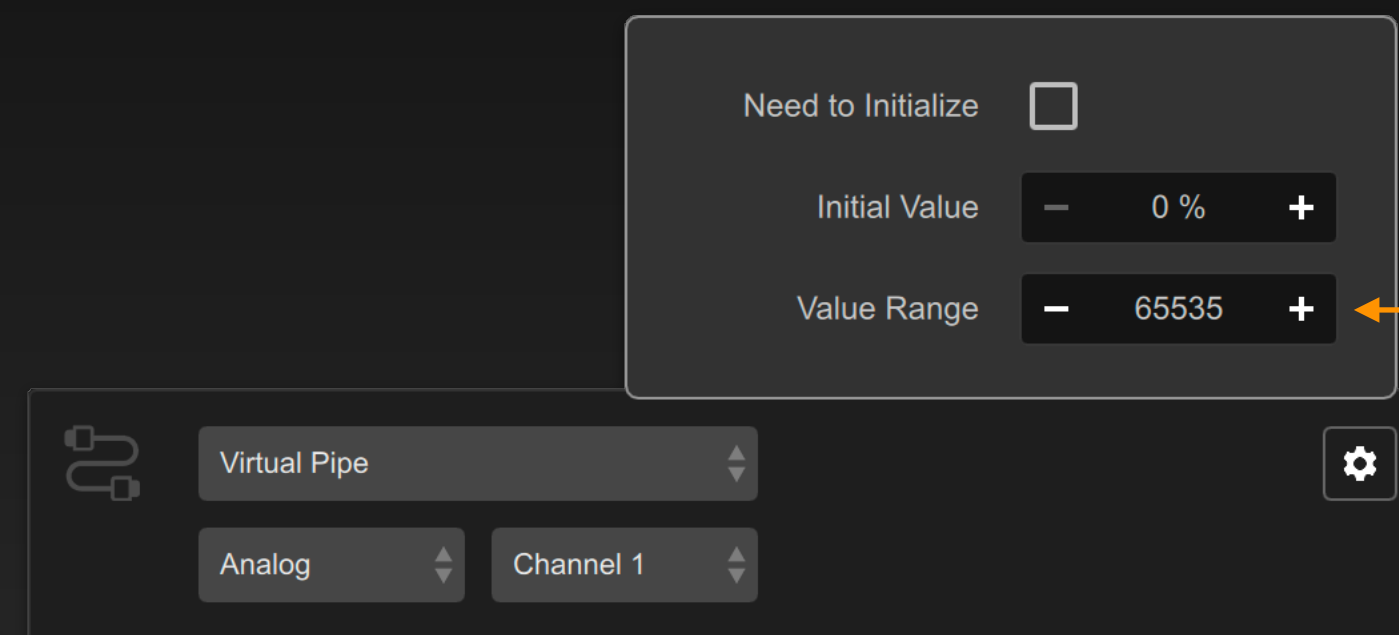 Need to Initialize
Initial Value − 0 % +
Value Range − 65535 +
Virtual Pipe
Analog Channel 1